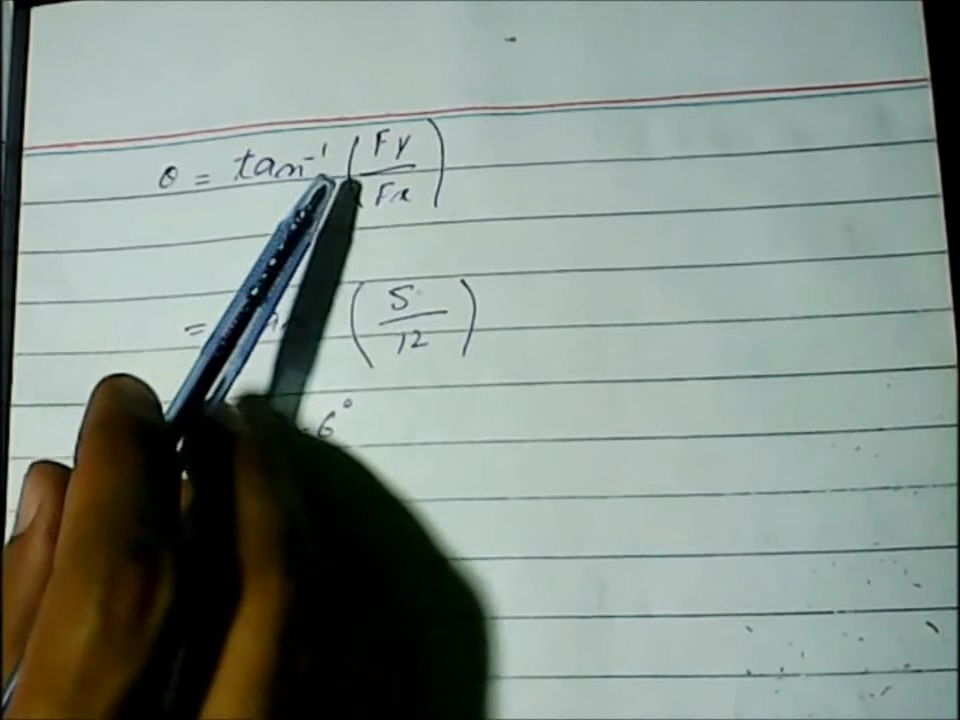 θ = tan⁻¹ (Fy/Fx)
= (5/12)
.6°